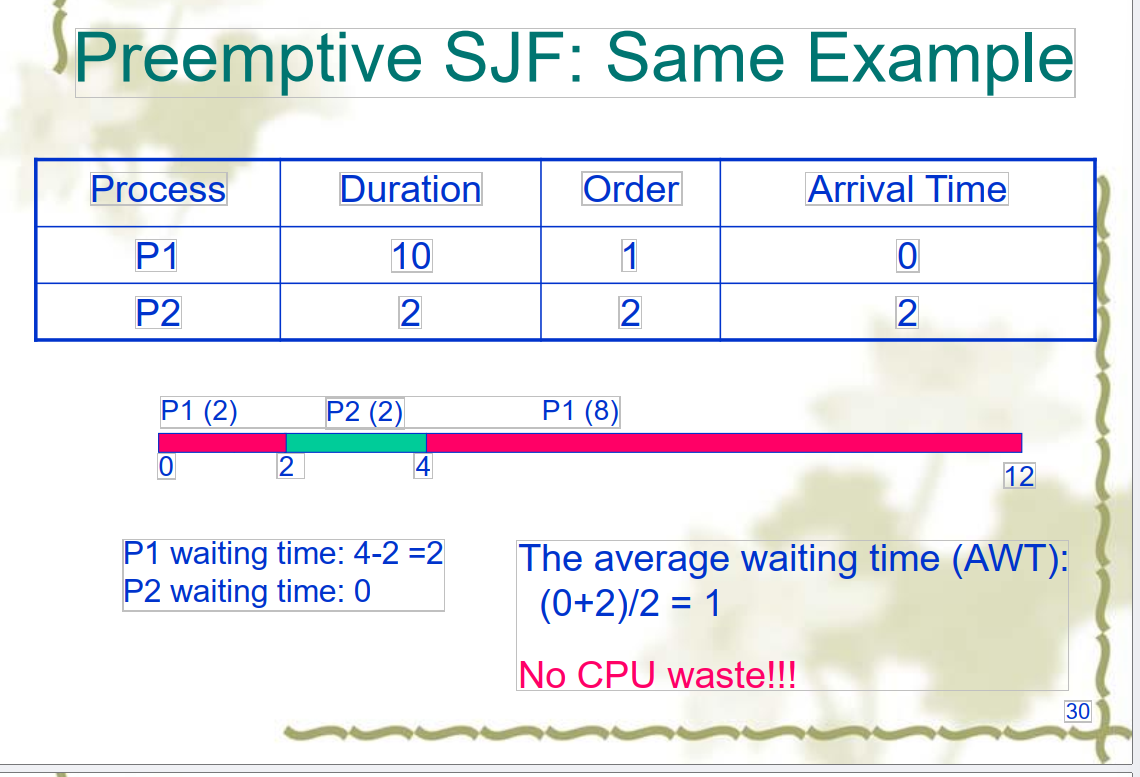 Preemptive SJF: Same Example
Process Duration Order Arrival Time
P1 10 1 0
P2 2 2 2
P1 (2) P2 (2) P1 (8)
0 2 4 12
P1 waiting time: 4-2 =2
P2 waiting time: 0
The average waiting time (AWT):
(0+2)/2 = 1
No CPU waste!!!
30